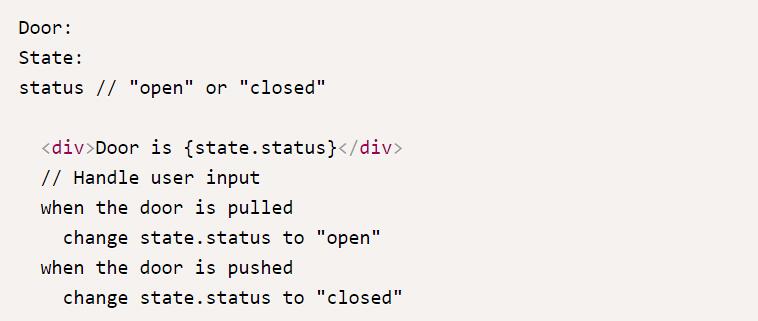 Door:
State:
status // "open" or "closed"
<div>Door is {state.status}</div>
// Handle user input
when the door is pulled
change state.status to "open"
when the door is pushed
change state.status to "closed"